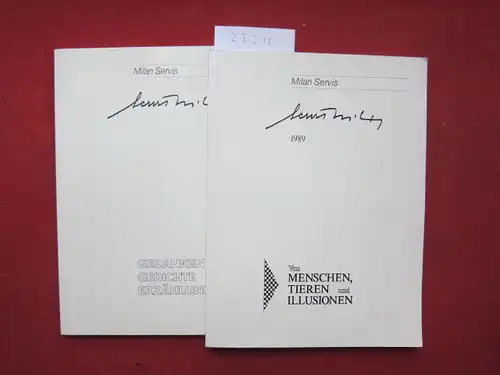 23212
Milan Servis
GEDANKEN
GEDICHTE
ERZÄHLUNG
Milan Servis
1989
Von
MENSCHEN,
TIEREN und
ILLUSIONEN